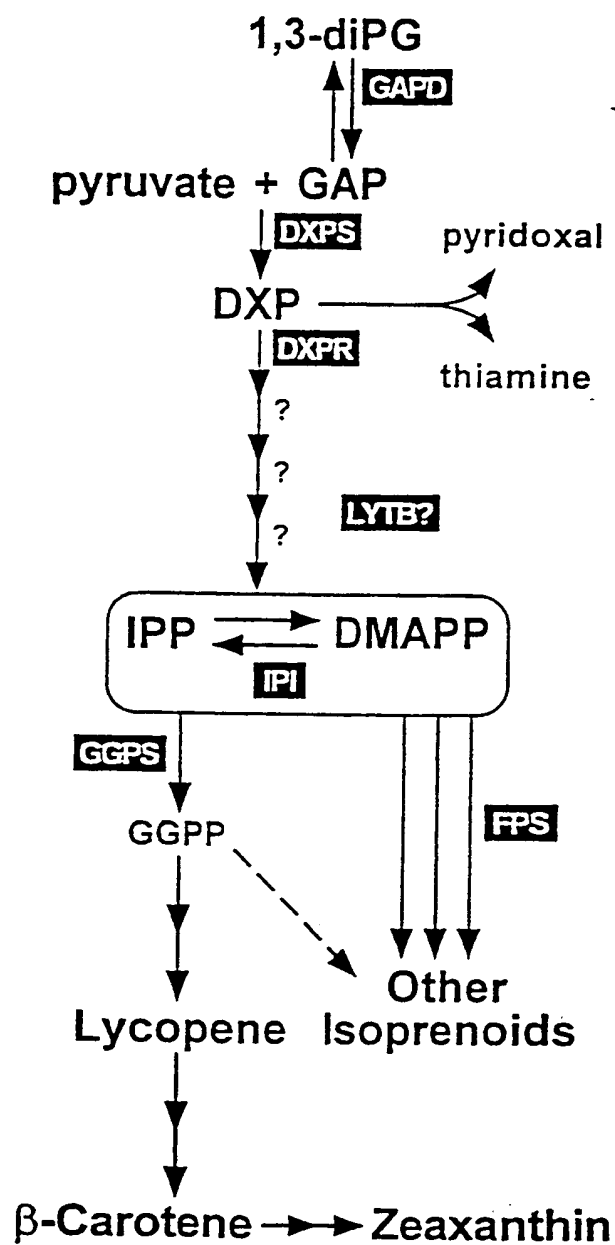 1,3-diPG
GAPD
pyruvate + GAP
DXPS
pyridoxal
DXP
DXPR
thiamine
?
?
LYTB?
?
IPP
DMAPP
IPI
GGPS
GGPP
FPS
Other
Lycopene
Isoprenoids
β-Carotene
Zeaxanthin